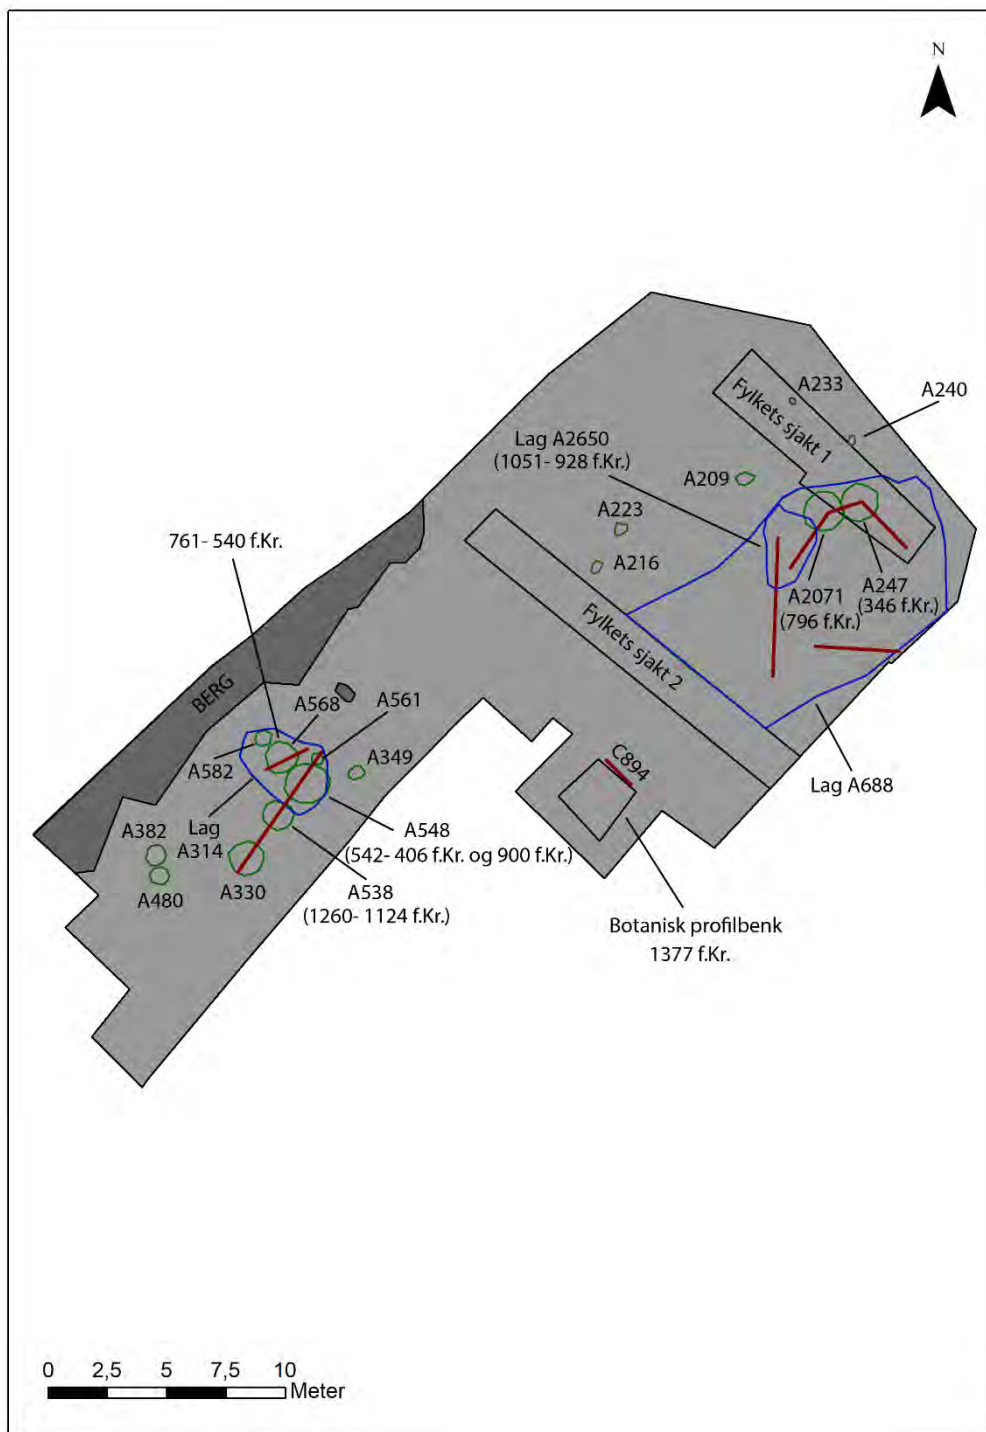 N
A233
A240
Fylkets sjakt 1
Lag A2650
(1051- 928 f.Kr.)
A209
A223
A216
761- 540 f.Kr.
A2071
(796 f.Kr.)
A247
(346 f.Kr.)
Fylkets sjakt 2
BERG
A568
A561
A582
A349
C894
Lag A688
A382
Lag
A314
A548
(542- 406 f.Kr. og 900 f.Kr.)
A480
A330
A538
(1260- 1124 f.Kr.)
Botanisk profilbenk
1377 f.Kr.
0 2,5 5 7,5 10
Meter